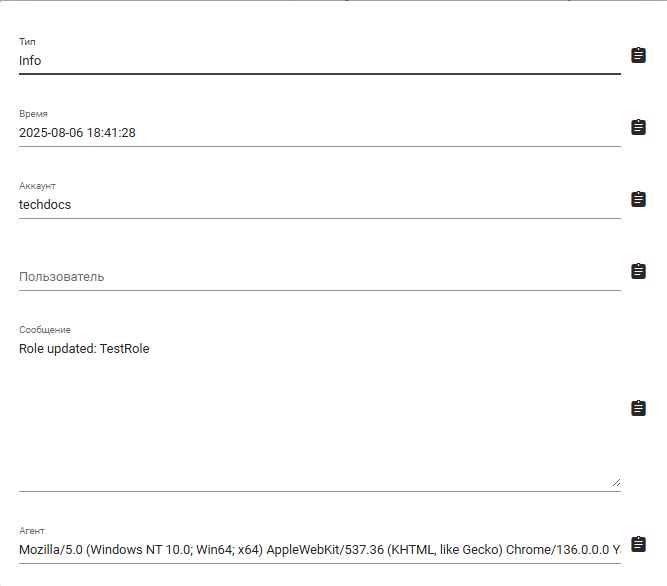 Тип
Info
Время
2025-08-06 18:41:28
Аккаунт
techdocs
Пользователь
Сообщение
Role updated: TestRole
Агент
Mozilla/5.0 (Windows NT 10.0; Win64; x64) AppleWebKit/537.36 (KHTML, like Gecko) Chrome/136.0.0.0